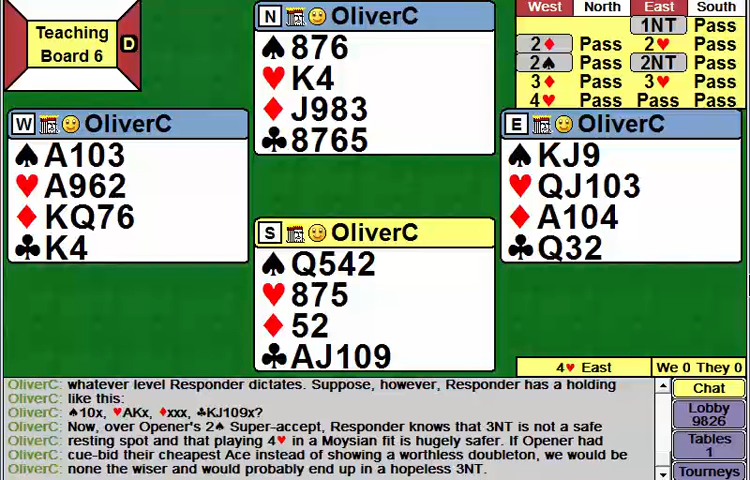 Teaching
Board 6
D
N OliverC
♠ 876
♥ K4
♦ J983
♣ 8765
West North East South
1NT Pass
2♦ Pass 2♥ Pass
2♠ Pass 2NT Pass
3♦ Pass 3♥ Pass
4♥ Pass Pass Pass
W OliverC
♠ A103
♥ A962
♦ KQ76
♣ K4
E OliverC
♠ KJ9
♥ QJ103
♦ A104
♣ Q32
S OliverC
♠ Q542
♥ 875
♦ 52
♣ AJ109
4♥ East
We 0 They 0
OliverC: whatever level Responder dictates. Suppose, however, Responder has a holding
OliverC: like this:
OliverC: ♠10x, ♥AKx, ♦xxx, ♣KJ109x?
OliverC: Now, over Opener's 2♠ Super-accept, Responder knows that 3NT is not a safe
OliverC: resting spot and that playing 4♥ in a Moysian fit is hugely safer. If Opener had
OliverC: cue-bid their cheapest Ace instead of showing a worthless doubleton, we would be
OliverC: none the wiser and would probably end up in a hopeless 3NT.
Chat
Lobby
9826
Tables
1
Tourneys